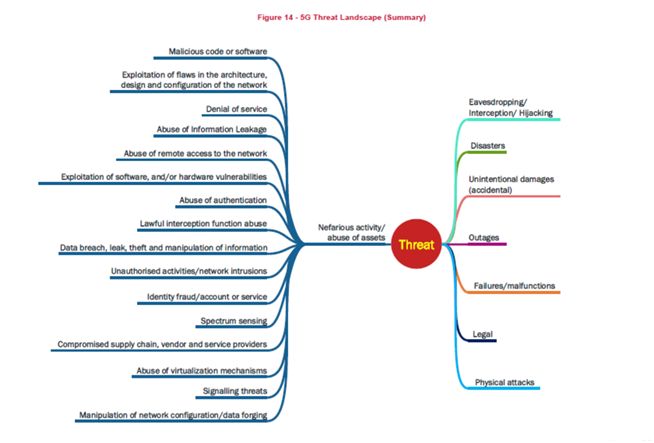 Figure 14 - 5G Threat Landscape (Summary)
Malicious code or software
Exploitation of flaws in the architecture,
design and configuration of the network
Denial of service
Abuse of Information Leakage
Abuse of remote access to the network
Exploitation of software, and/or hardware vulnerabilities
Abuse of authentication
Lawful interception function abuse
Data breach, leak, theft and manipulation of information
Unauthorised activities/network intrusions
Identity fraud/account or service
Spectrum sensing
Compromised supply chain, vendor and service providers
Abuse of virtualization mechanisms
Signalling threats
Manipulation of network configuration/data forging
Nefarious activity/
abuse of assets
Threat
Eavesdropping/
Interception/ Hijacking
Disasters
Unintentional damages
(accidental)
Outages
Failures/malfunctions
Legal
Physical attacks